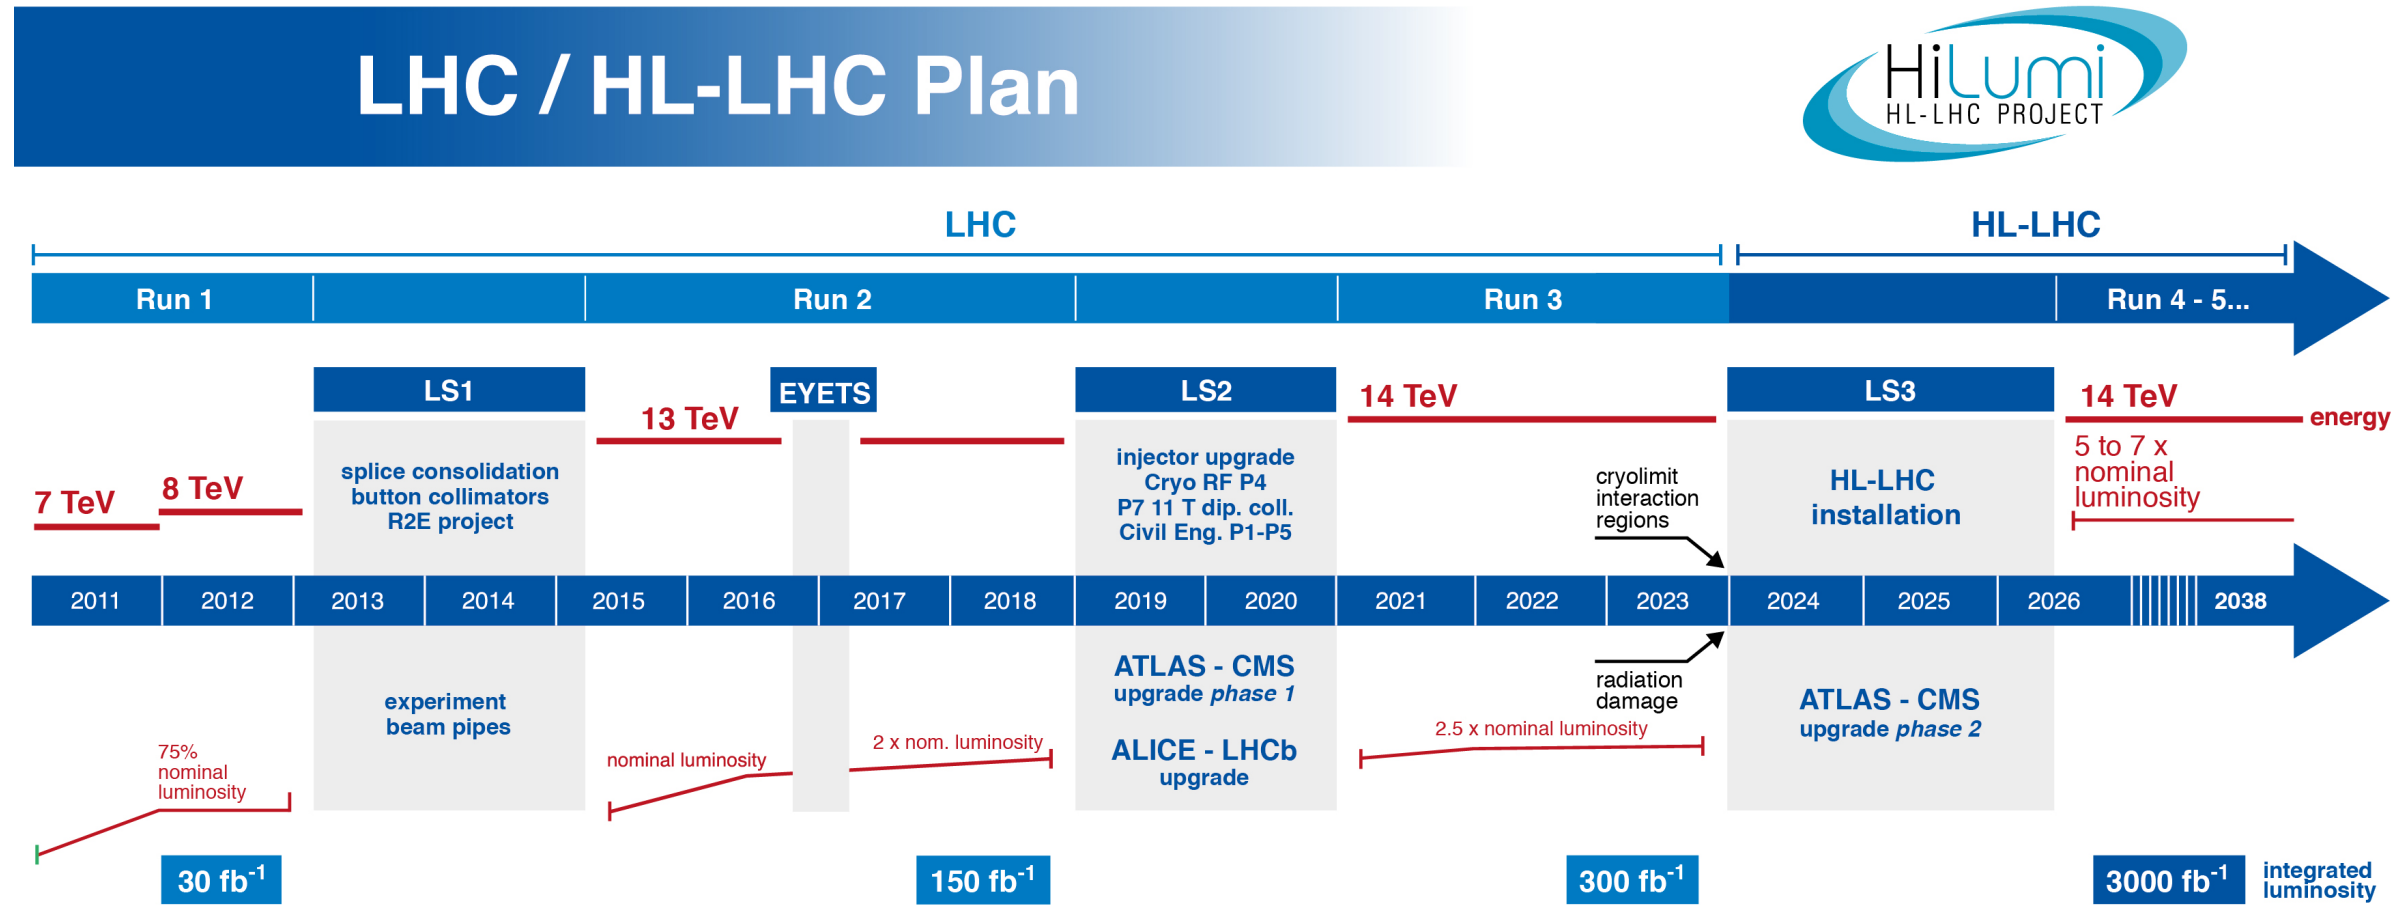 LHC / HL-LHC Plan
HiLumi
HL-LHC PROJECT
LHC
HL-LHC
Run 1
Run 2
Run 3
Run 4 - 5...
LS1
EYETS
LS2
LS3
14 TeV
14 TeV
13 TeV
energy
7 TeV
8 TeV
splice consolidation
button collimators
R2E project
injector upgrade
Cryo RF P4
P7 11 T dip. coll.
Civil Eng. P1-P5
cryolimit
interaction
regions
HL-LHC
installation
5 to 7 x
nominal
luminosity
2011
2012
2013
2014
2015
2016
2017
2018
2019
2020
2021
2022
2023
2024
2025
2026
2038
experiment
beam pipes
ATLAS - CMS
upgrade phase 1
ALICE - LHCb
upgrade
radiation
damage
ATLAS - CMS
upgrade phase 2
75%
nominal
luminosity
nominal luminosity
2 x nom. luminosity
2.5 x nominal luminosity
30 fb-1
150 fb-1
300 fb-1
3000 fb-1
integrated
luminosity